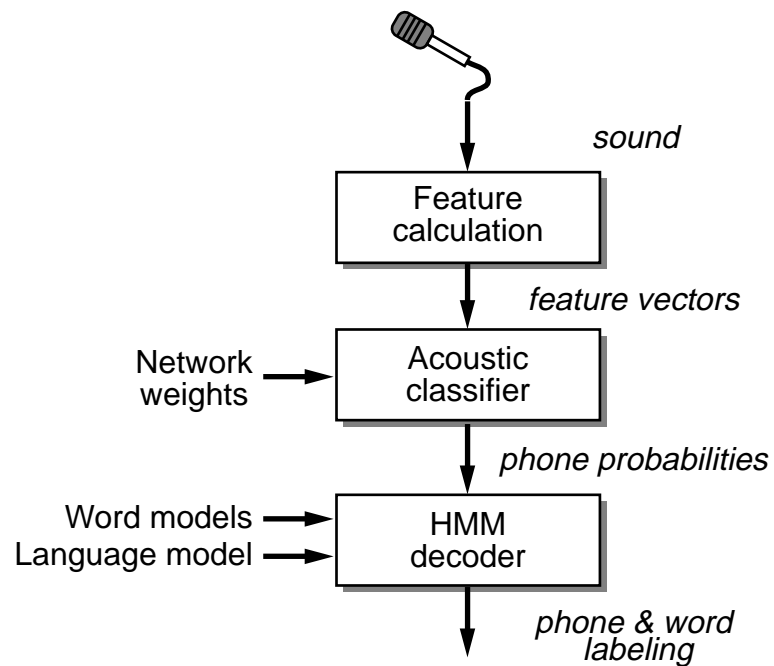 sound
Feature
calculation
feature vectors
Network
weights
Acoustic
classifier
phone probabilities
Word models
Language model
HMM
decoder
phone & word
labeling